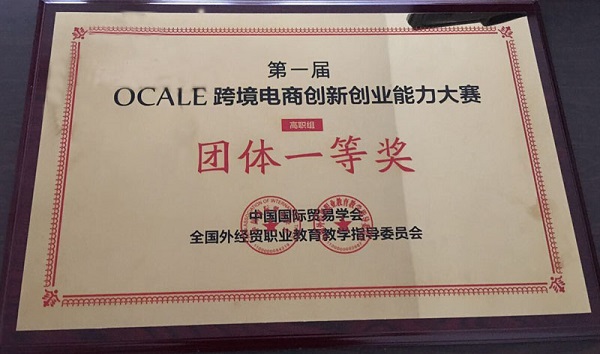 第一届
OCALE 跨境电商创新创业能力大赛
高职组
团体一等奖
中国国际贸易学会
全国外经贸职业教育教学指导委员会